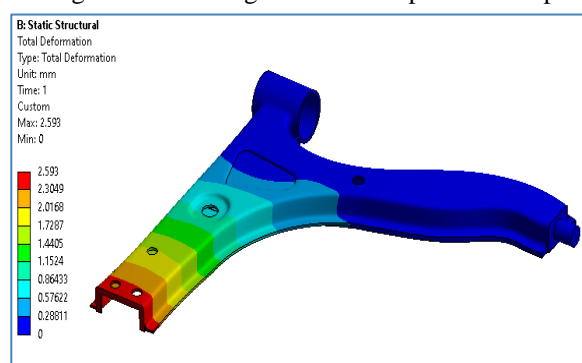 B: Static Structural
Total Deformation
Type: Total Deformation
Unit: mm
Time: 1
Custom
Max: 2.593
Min: 0
2.593
2.3049
2.0168
1.7287
1.4405
1.1524
0.86433
0.57622
0.28811
0